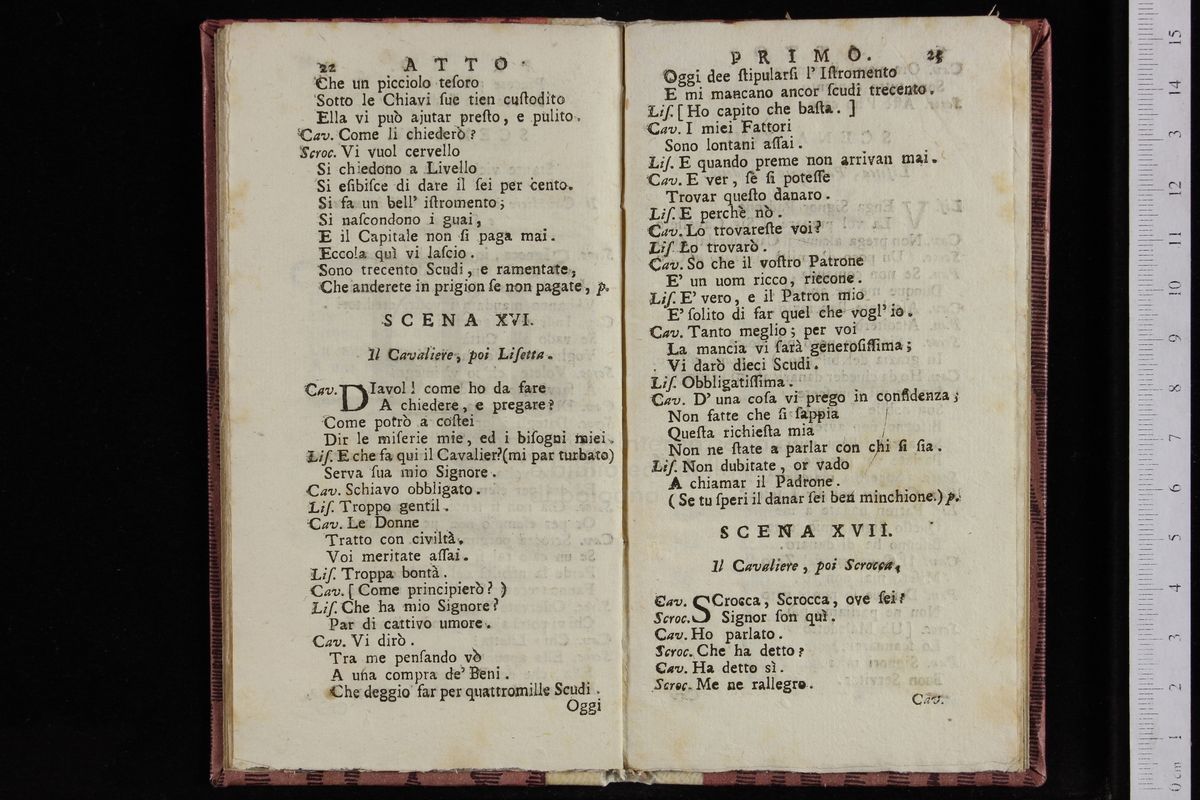 22 ATTO
Che un picciolo teſoro
Sotto le Chiavi ſue tien cuſtodito
Ella vi può ajutar preſto, e pulito.
Cav. Come li chiederò?
Scroc. Vi vuol cervello
Si chiedono a Livello
Si eſibiſce di dare il ſei per cento.
Si fa un bell' iſtromento;
Si naſcondono i guai,
E il Capitale non ſi paga mai.
Eccola quì vi laſcio.
Sono trecento Scudi, e ramentate,
Che anderete in prigion ſe non pagate, p.
SCENA XVI.
Il Cavaliere, poi Liſetta.
Cav. DIavol! come ho da fare
A chiedere, e pregare?
Come potrò a coſtei
Dir le miſerie mie, ed i biſogni miei.
Liſ. E che fa qui il Cavalier?(mi par turbato)
Serva ſua mio Signore.
Cav. Schiavo obbligato.
Liſ. Troppo gentil.
Cav. Le Donne
Tratto con civiltà.
Voi meritate aſſai.
Liſ. Troppa bontà.
Cav. [Come principierò?)
Liſ. Che ha mio Signore?
Par di cattivo umore.
Cav. Vi dirò.
Tra me penſando vò
A una compra de' Beni.
Che deggio far per quattromille Scudi.
Oggi
PRIMO. 23
Oggi dee ſtipularſi l' Iſtromento
E mi mancano ancor ſcudi trecento.
Liſ. [Ho capito che baſta.]
Cav. I miei Fattori
Sono lontani aſſai.
Liſ. E quando preme non arrivan mai.
Cav. E ver, ſe ſi poteſſe
Trovar queſto danaro.
Liſ. E perchè nò.
Cav. Lo trovareſte voi?
Liſ. Lo trovarò.
Cav. So che il voſtro Patrone
E' un uom ricco, riccone.
Liſ. E' vero, e il Patron mio
E' ſolito di far quel che vogl' io.
Cav. Tanto meglio; per voi
La mancia vi ſarà generoſiſſima;
Vi darò dieci Scudi.
Liſ. Obbligatiſſima.
Cav. D' una coſa vi prego in confidenza;
Non fatte che ſi ſappia
Queſta richieſta mia
Non ne ſtate a parlar con chi ſi ſia.
Liſ. Non dubitate, or vado
A chiamar il Padrone.
(Se tu ſperi il danar ſei ben minchione.) p.
SCENA XVII.
Il Cavaliere, poi Scrocca,
Cav. SCrocca, Scrocca, ove ſei?
Scroc. Signor ſon quì.
Cav. Ho parlato.
Scroc. Che ha detto?
Cav. Ha detto sì.
Scroc. Me ne rallegro.
Cav.